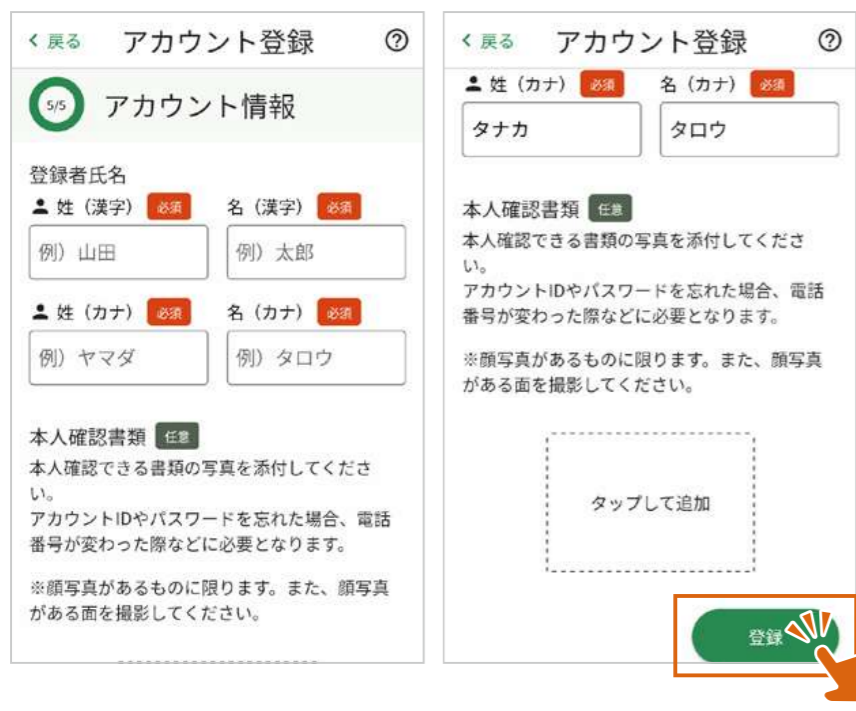 戻る アカウント登録
5/5 アカウント情報
登録者氏名
姓（漢字） 必須 名（漢字） 必須
例）山田 例）太郎
姓（カナ） 必須 名（カナ） 必須
例）ヤマダ 例）タロウ
本人確認書類 任意
本人確認できる書類の写真を添付してくださ
い。
アカウントIDやパスワードを忘れた場合、電話
番号が変わった際などに必要となります。
※顔写真があるものに限ります。また、顔写真
がある面を撮影してください。
戻る アカウント登録
姓（カナ） 必須 名（カナ） 必須
タナカ タロウ
本人確認書類 任意
本人確認できる書類の写真を添付してくださ
い。
アカウントIDやパスワードを忘れた場合、電話
番号が変わった際などに必要となります。
※顔写真があるものに限ります。また、顔写真
がある面を撮影してください。
タップして追加
登録